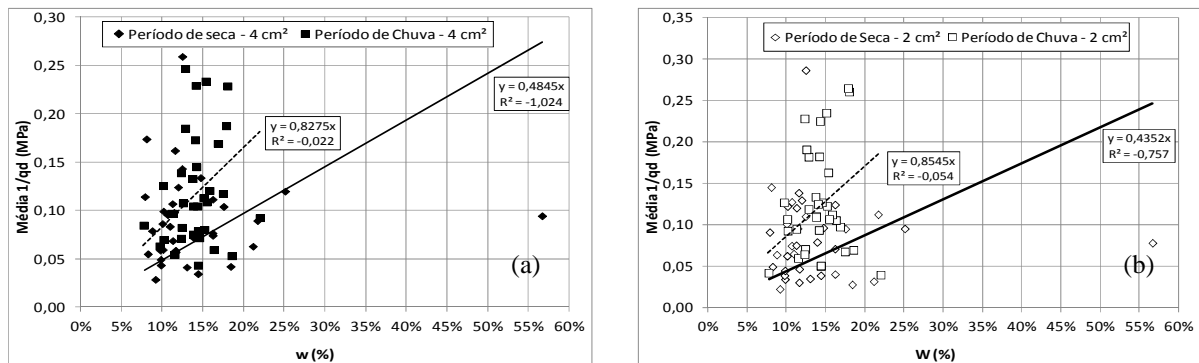 0,30
0,25
0,20
0,15
0,10
0,05
0,00
Média 1/qd (MPa)
Período de seca - 4 cm²
Período de Chuva - 4 cm²
y = 0,4845x
R² = -1,024
y = 0,8275x
R² = -0,022
(a)
0% 5% 10% 15% 20% 25% 30% 35% 40% 45% 50% 55% 60%
w (%)
0,35
0,30
0,25
0,20
0,15
0,10
0,05
0,00
Média 1/qd (MPa)
Período de Seca - 2 cm²
Período de Chuva - 2 cm²
y = 0,4352x
R² = -0,757
y = 0,8545x
R² = -0,054
(b)
0% 5% 10% 15% 20% 25% 30% 35% 40% 45% 50% 55% 60%
W (%)